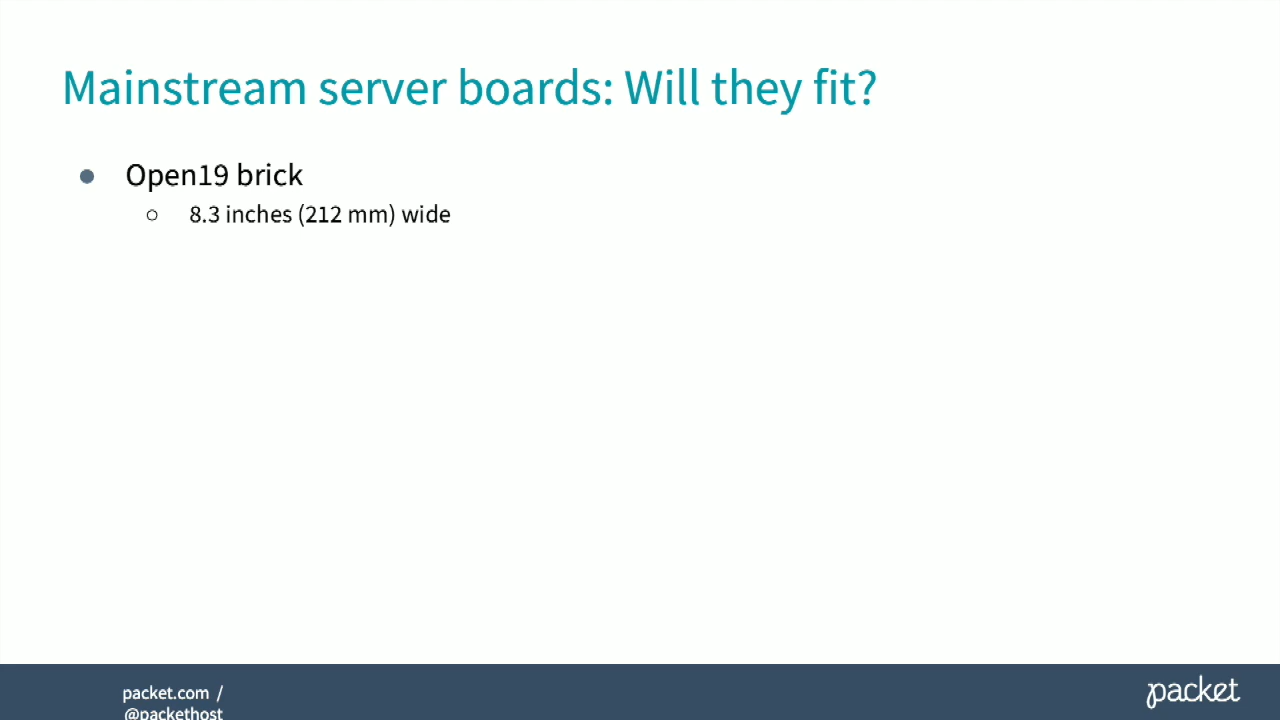 Mainstream server boards: Will they fit?
● Open19 brick
○ 8.3 inches (212 mm) wide
packet.com /
@packethost
packet